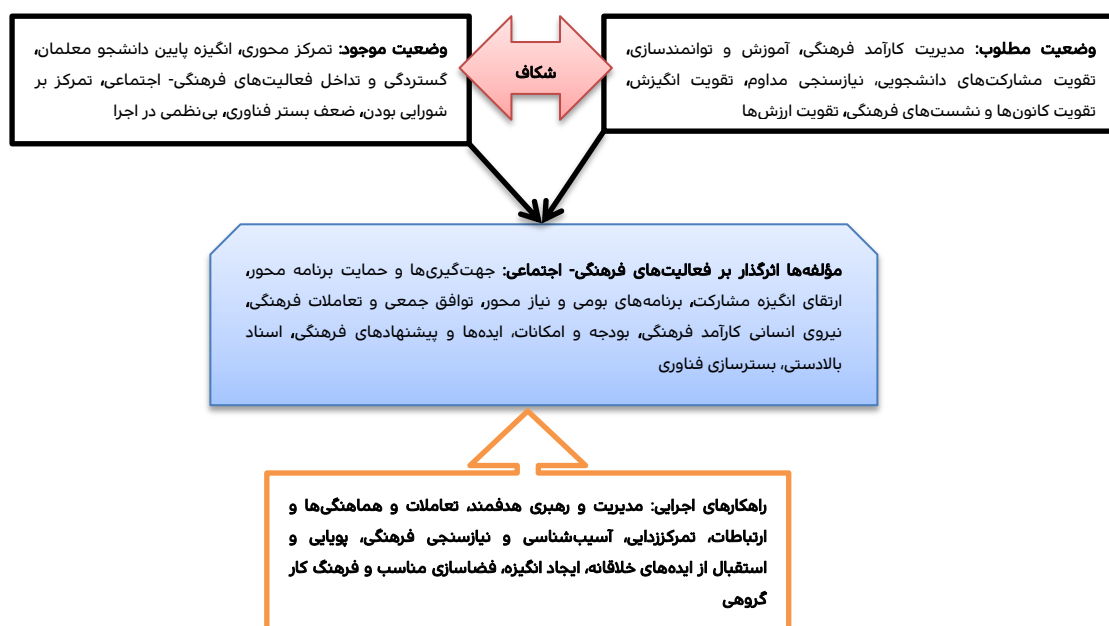 وضعیت مطلوب: مدیریت کارآمد فرهنگی، آموزش و توانمندسازی،
تقویت مشارکت‌های دانشجویی، نیازسنجی مداوم، تقویت انگیزش،
تقویت کانون‌ها و نشست‌های فرهنگی، تقویت ارزش‌ها
شکاف
وضعیت موجود: تمرکز محوری، انگیزه پایین دانشجو معلمان،
گستردگی و تداخل فعالیت‌های فرهنگی- اجتماعی، تمرکز بر
شورایی بودن، ضعف بستر فناوری، بی‌نظمی در اجرا
مؤلفه‌ها اثرگذار بر فعالیت‌های فرهنگی- اجتماعی: جهت‌گیری‌ها و حمایت برنامه محور،
ارتقای انگیزه مشارکت، برنامه‌های بومی و نیاز محور، توافق جمعی و تعاملات فرهنگی،
نیروی انسانی کارآمد فرهنگی، بودجه و امکانات، ایده‌ها و پیشنهادهای فرهنگی، اسناد
بالادستی، بسترسازی فناوری
راهکارهای اجرایی: مدیریت و رهبری هدفمند، تعاملات و هماهنگی‌ها و
ارتباطات، تمرکززدایی، آسیب‌شناسی و نیازسنجی فرهنگی، پویایی و
استقبال از ایده‌های خلاقانه، ایجاد انگیزه، فضاسازی مناسب و فرهنگ کار
گروهی